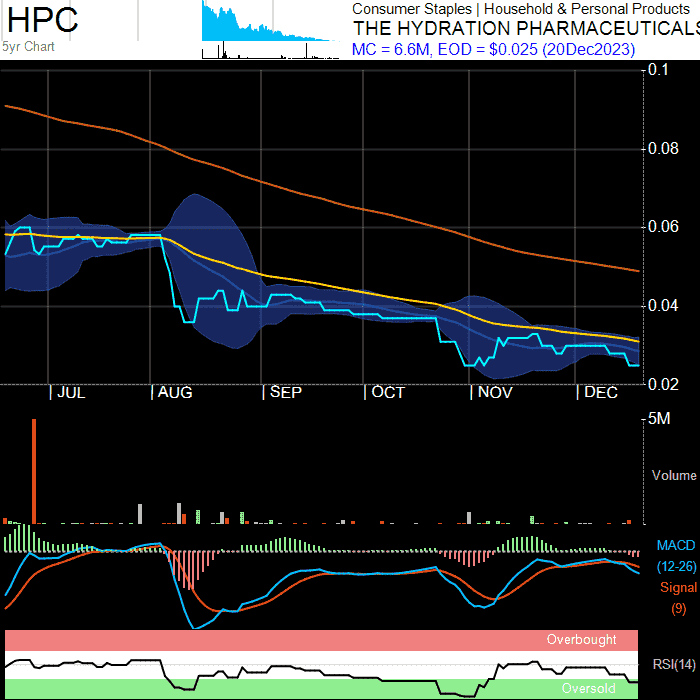 HPC
5yr Chart
Consumer Staples | Household & Personal Products
THE HYDRATION PHARMACEUTICALS
MC = 6.6M, EOD = $0.025 (20Dec2023)
0.1
0.08
0.06
0.04
0.02
| JUL | AUG | SEP | OCT | NOV | DEC
5M
Volume
MACD
(12-26)
Signal
(9)
Overbought
RSI(14)
Oversold